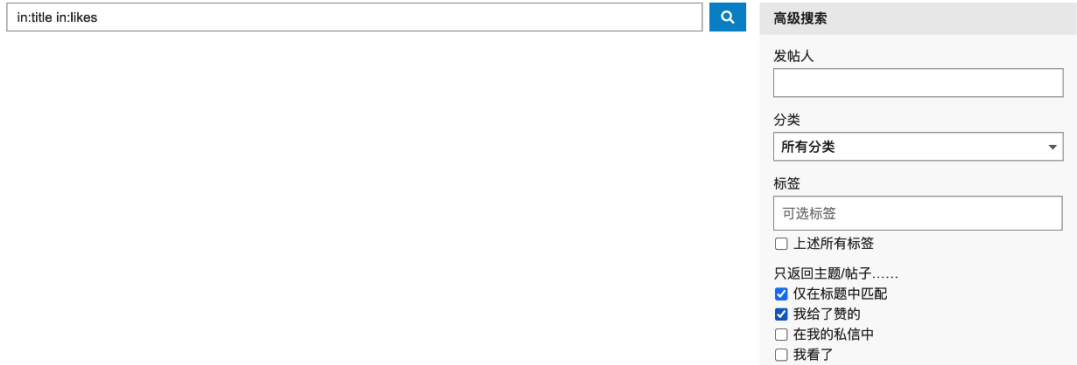 in:title in:likes
高级搜索
发帖人
分类
所有分类
标签
可选标签
上述所有标签
只返回主题/帖子……
仅在标题中匹配
我给了赞的
在我的私信中
我看了